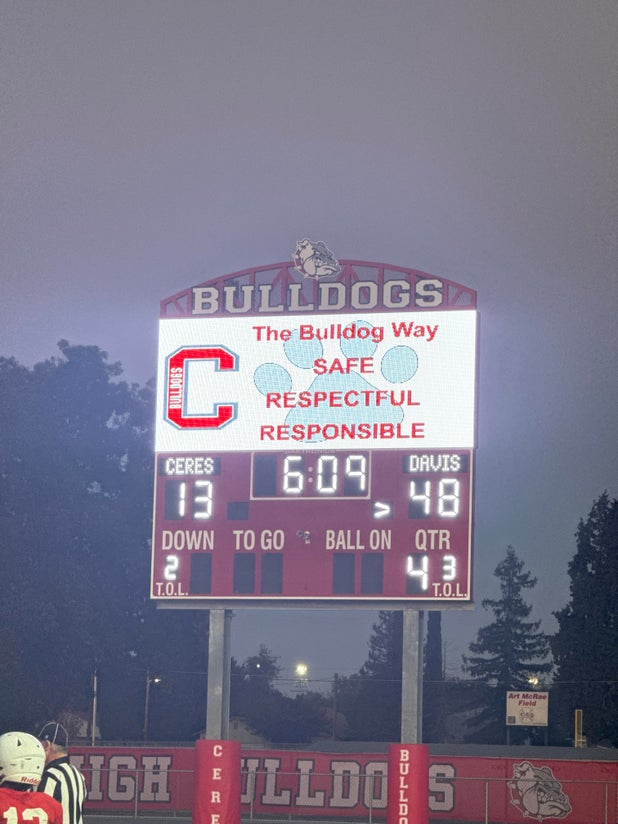 BULLDOGS
The Bulldog Way
SAFE
BULLDOGS
C
RESPECTFUL
RESPONSIBLE
CERES 6:09 DAVIS
13 > 48
DOWN TO GO BALL ON QTR
2 4 3
T.O.L. T.O.L.
Art McRae
Field
HIGH BULLDOGS
CERE
BULLDO
Riddell